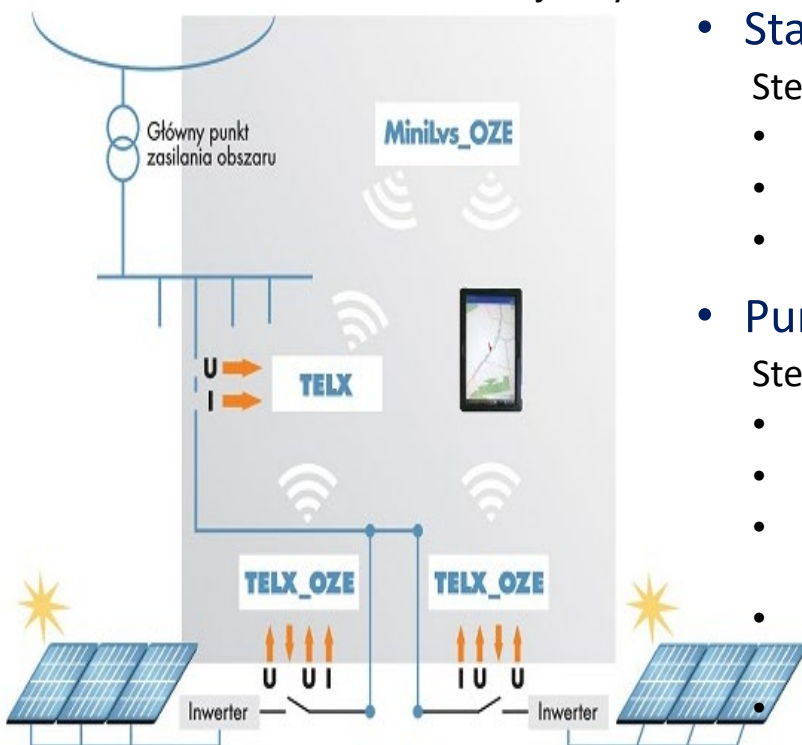 Główny punkt
zasilania obszaru
MiniLvs_OZE
U
I
TELX
TELX_OZE
TELX_OZE
U U I
I U U
Inwerter
Inwerter
• Sta
Ste
•
•
•
• Pu
Ste
•
•
•
•
•